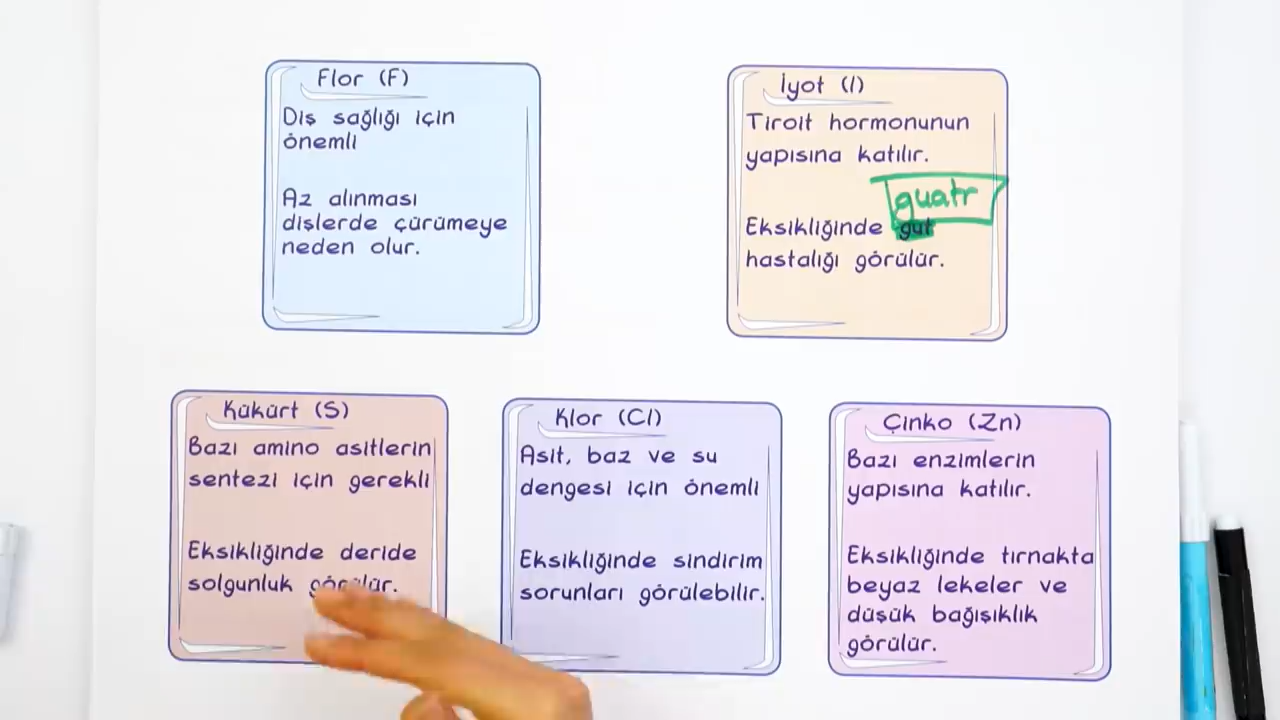 Flor (F)
Diş sağlığı için
önemli
Az alınması
dişlerde çürümeye
neden olur.
İyot (I)
Tiroit hormonunun
yapısına katılır.
guatr
Eksikliğinde gut
hastalığı görülür.
Kükürt (S)
Bazı amino asitlerin
sentezi için gerekli
Eksikliğinde deride
solgunluk görülür.
Klor (Cl)
Asit, baz ve su
dengesi için önemli
Eksikliğinde sindirim
sorunları görülebilir.
Çinko (Zn)
Bazı enzimlerin
yapısına katılır.
Eksikliğinde tırnakta
beyaz lekeler ve
düşük bağışıklık
görülür.